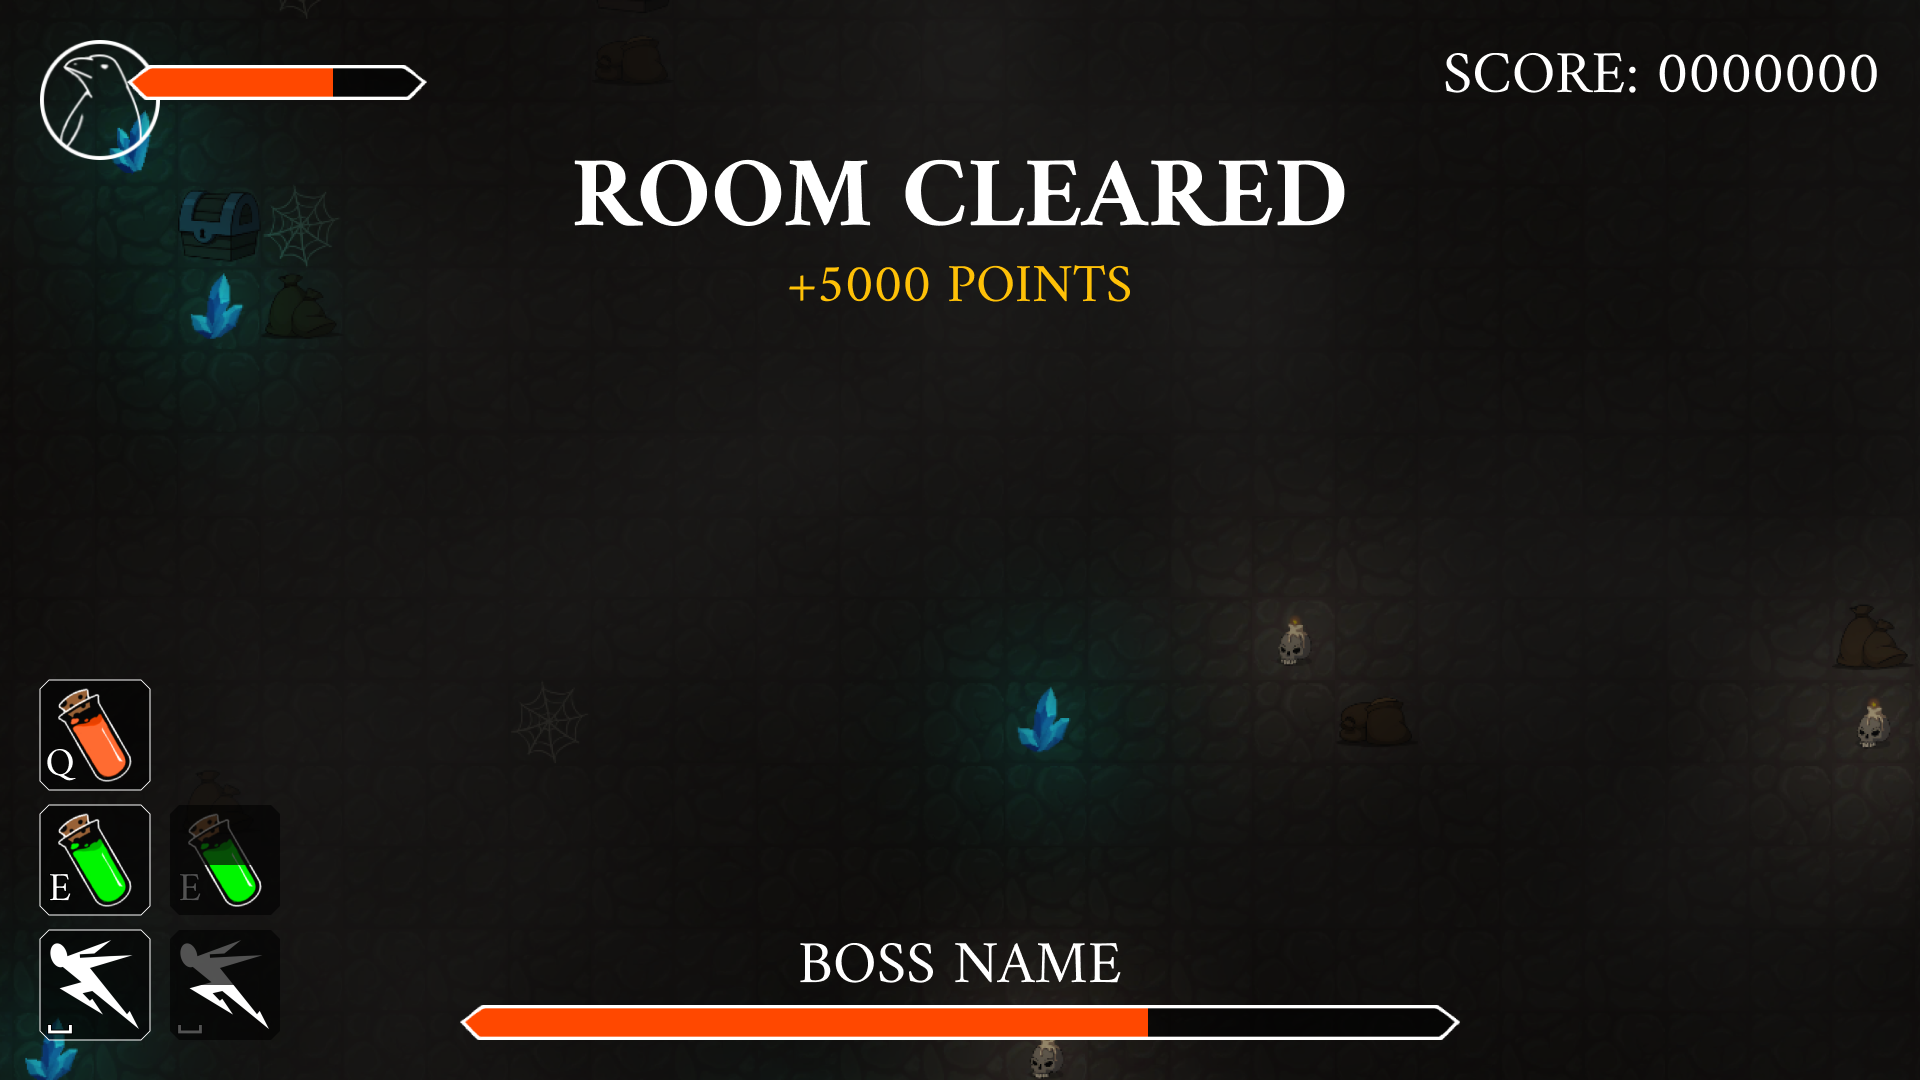 SCORE: 0000000
ROOM CLEARED
+5000 POINTS
Q
E
E
BOSS NAME